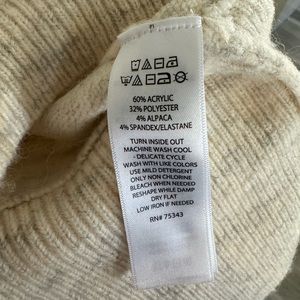 60% ACRYLIC
32% POLYESTER
4% ALPACA
4% SPANDEX/ELASTANE
TURN INSIDE OUT
MACHINE WASH COOL
- DELICATE CYCLE
WASH WITH LIKE COLORS
USE MILD DETERGENT
ONLY NON CHLORINE
BLEACH WHEN NEEDED
RESHAPE WHILE DAMP
DRY FLAT
LOW IRON IF NEEDED
RN# 75343